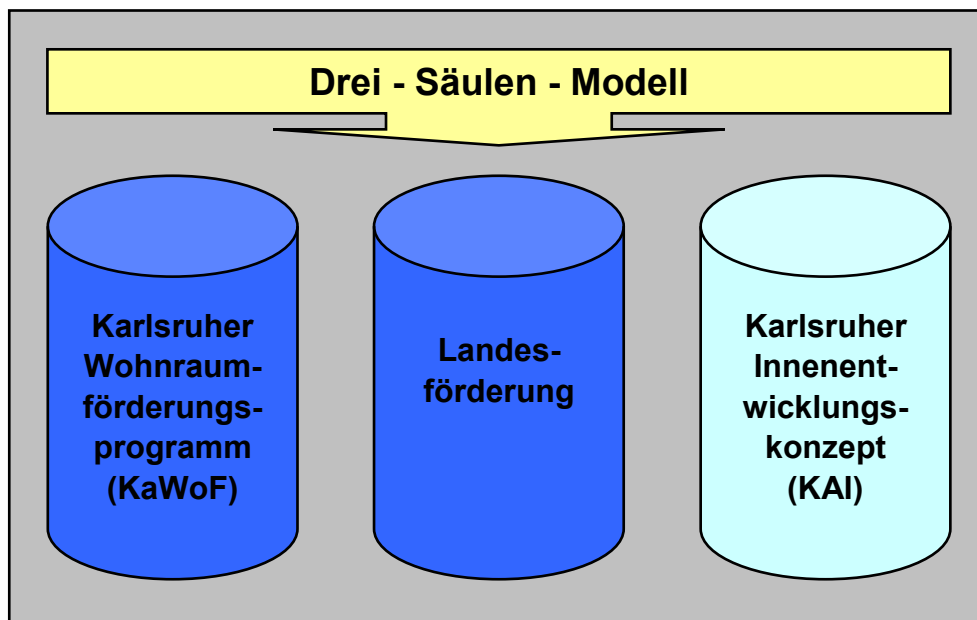 Drei - Säulen - Modell
Karlsruher
Wohnraum-
förderungs-
programm
(KaWoF)
Landes-
förderung
Karlsruher
Innenent-
wicklungs-
konzept
(KAI)